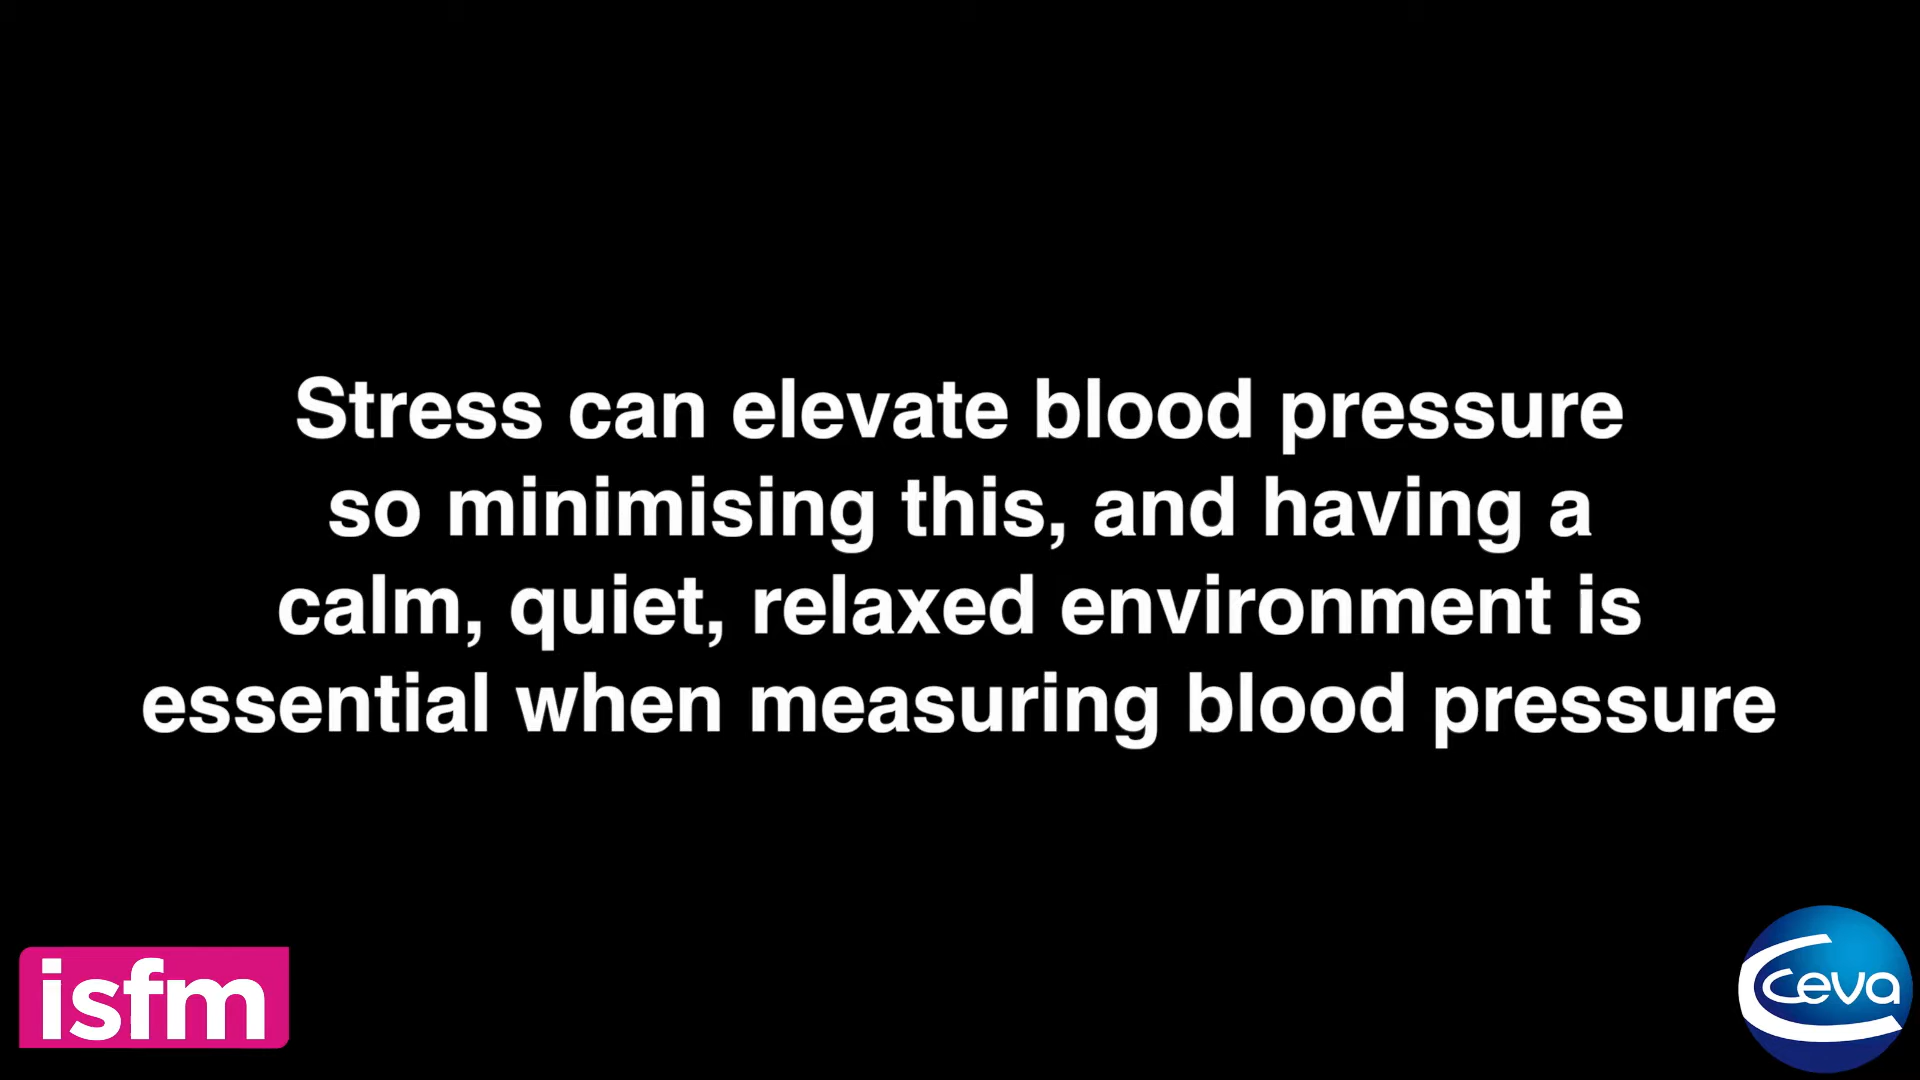 Stress can elevate blood pressure
so minimising this, and having a
calm, quiet, relaxed environment is
essential when measuring blood pressure
isfm
ceva